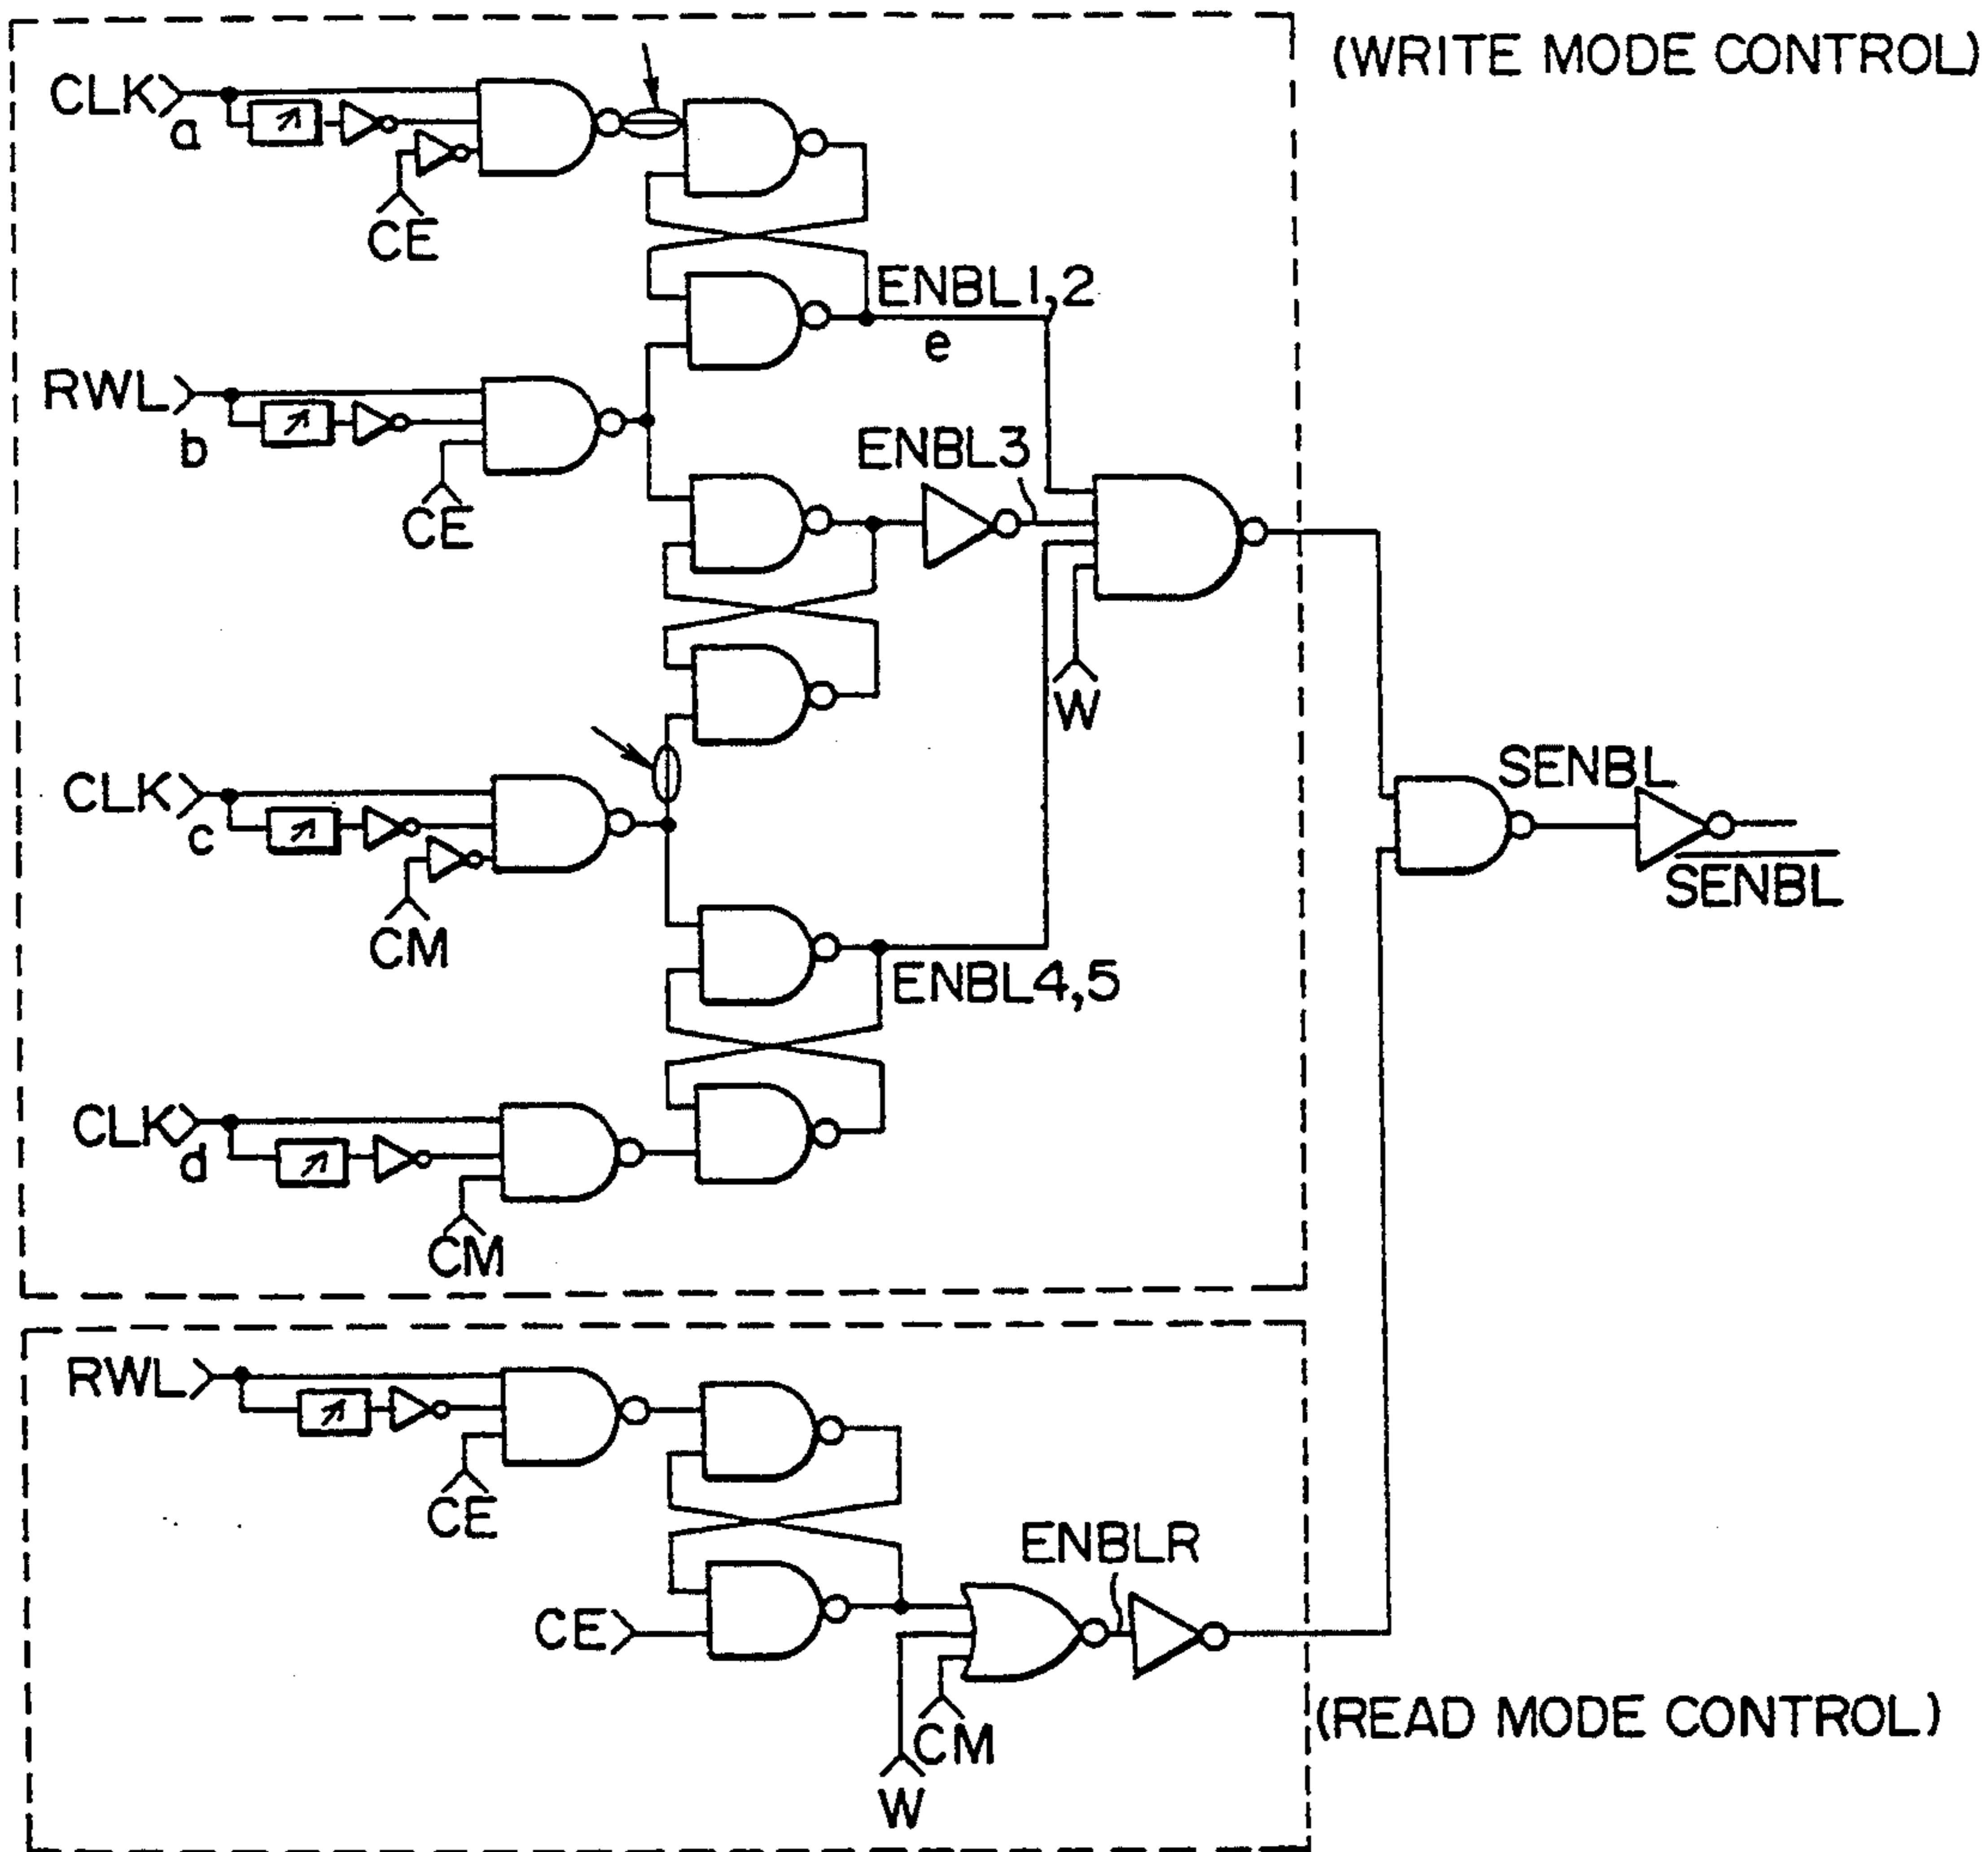 (WRITE MODE CONTROL)
CLK
a
CE
ENBL1,2
e
RWL
b
CE
ENBL3
W
CLK
c
CM
SENBL
SENBL
ENBL4,5
CLK
d
CM
RWL
CE
ENBLR
CE
CM
W
(READ MODE CONTROL)